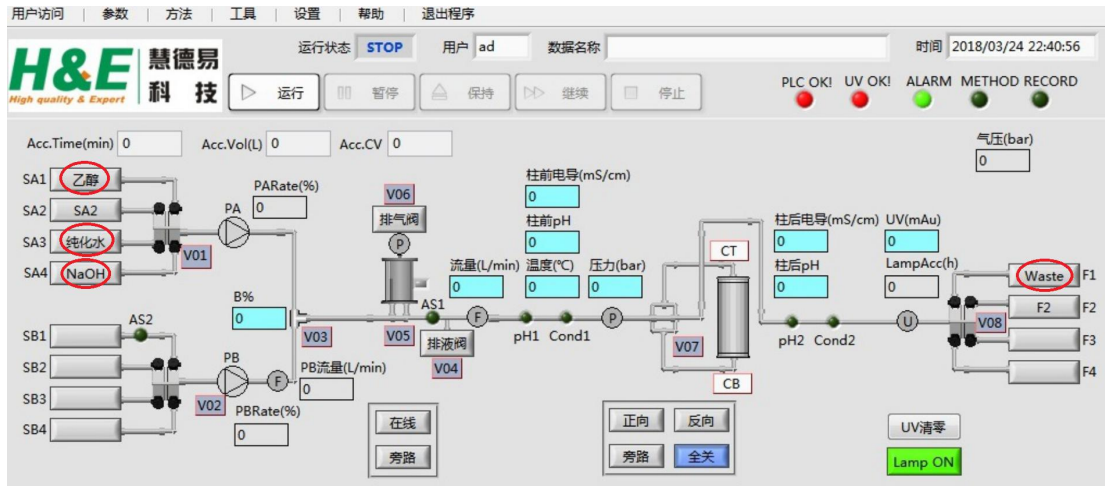 用户访问 参数 方法 工具 设置 帮助 退出程序
H&E 慧德易 科技
High quality & Expert
运行状态 STOP 用户 ad 数据名称 时间 2018/03/24 22:40:56
运行 暂停 保持 继续 停止
PLC OK! UV OK! ALARM METHOD RECORD
Acc.Time(min) 0 Acc.Vol(L) 0 Acc.CV 0
气压(bar)
0
SA1 乙醇
SA2 SA2
SA3 纯化水
SA4 NaOH
PA
PARate(%)
0
V01
V06
排气阀
P
柱前电导(mS/cm)
0
柱前pH
0
流量(L/min) 温度(℃) 压力(bar)
0 0 0
柱后电导(mS/cm) UV(mAu)
0 0
柱后pH LampAcc(h)
0 0
CT
Waste F1
F2 F2
F3
F4
B%
0
V03
V05
AS1
F
排液阀
V04
pH1 Cond1
P
V07
CB
pH2 Cond2
U
V08
SB1
AS2
SB2
SB3
SB4
PB
F
PB流量(L/min)
0
V02
PBRate(%)
0
在线
旁路
正向 反向
旁路 全关
UV清零
Lamp ON